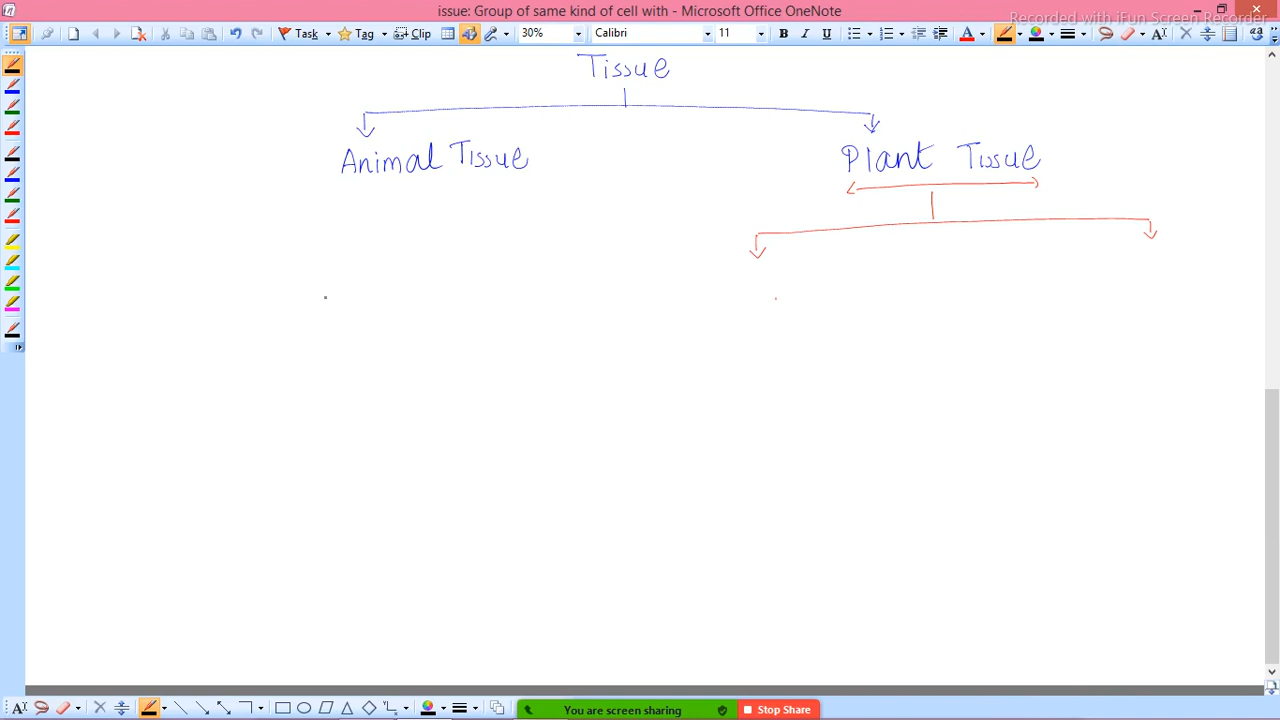 issue: Group of same kind of cell with - Microsoft Office OneNote
Recorded with iFun Screen Recorder
Task Tag Clip 30% Calibri 11 B I U A
Tissue
Animal Tissue Plant Tissue
You are screen sharing Stop Share